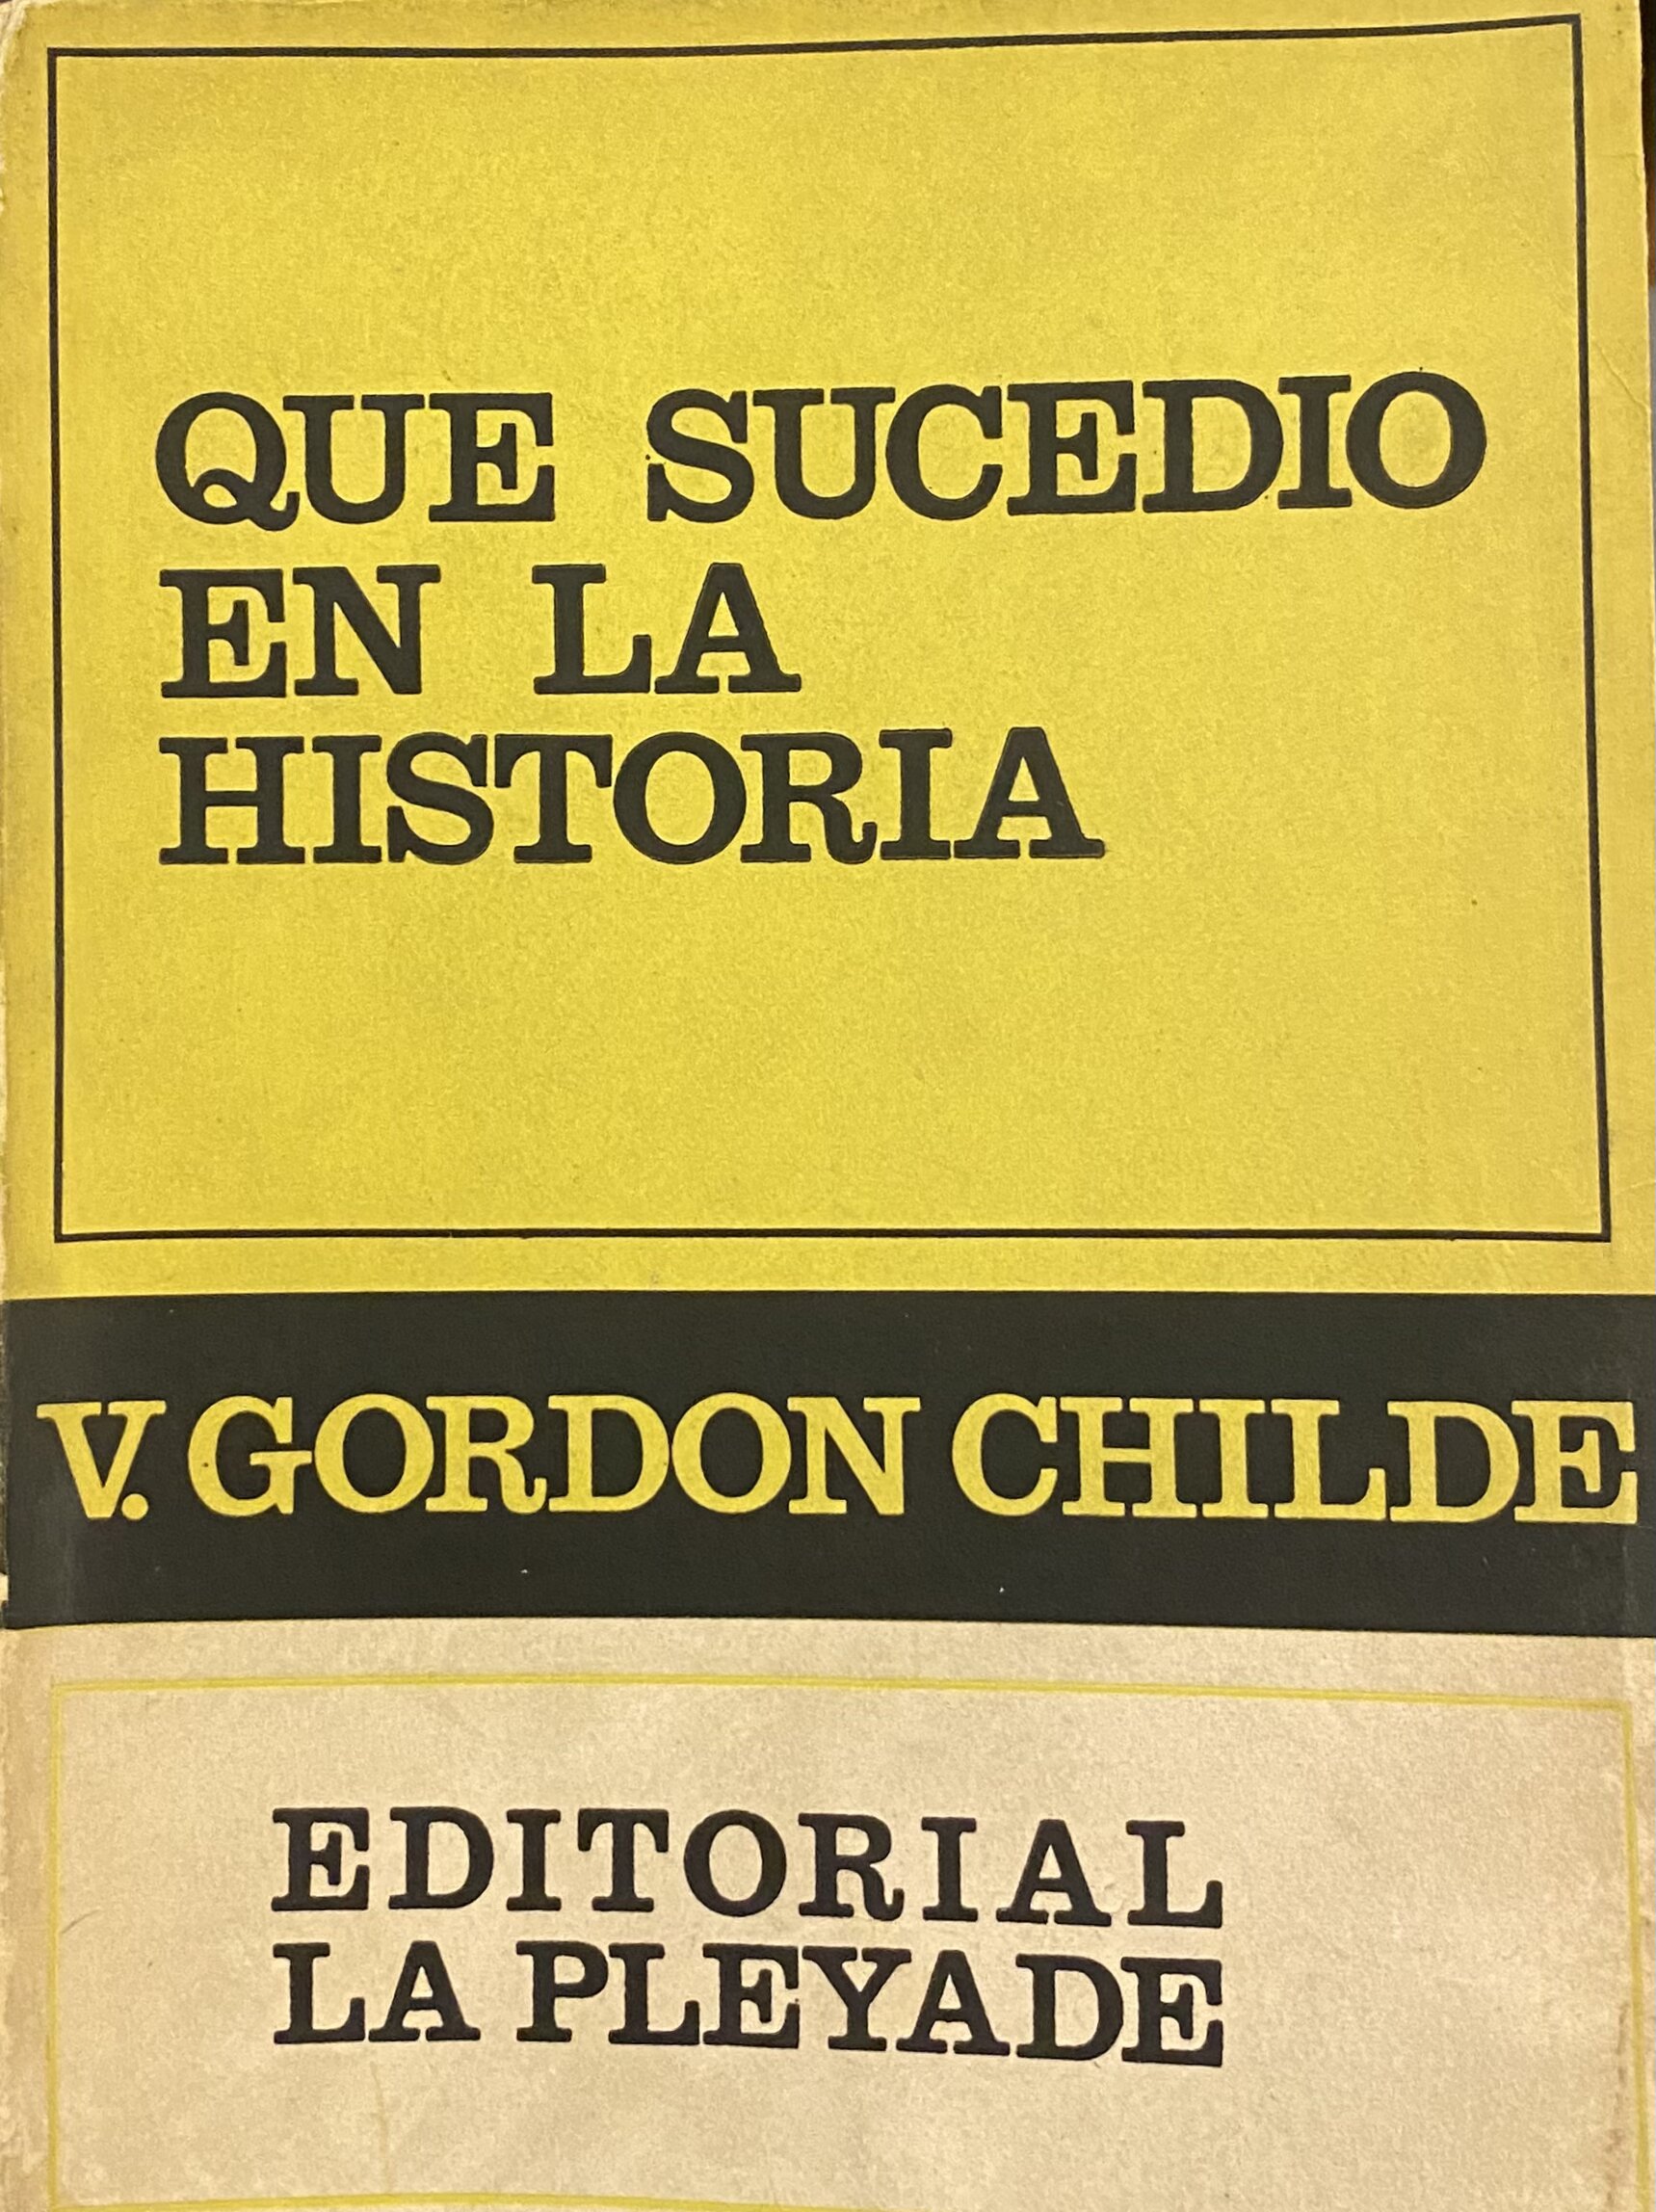 QUE SUCEDIO
EN LA
HISTORIA
V. GORDON CHILDE
EDITORIAL
LA PLEYADE